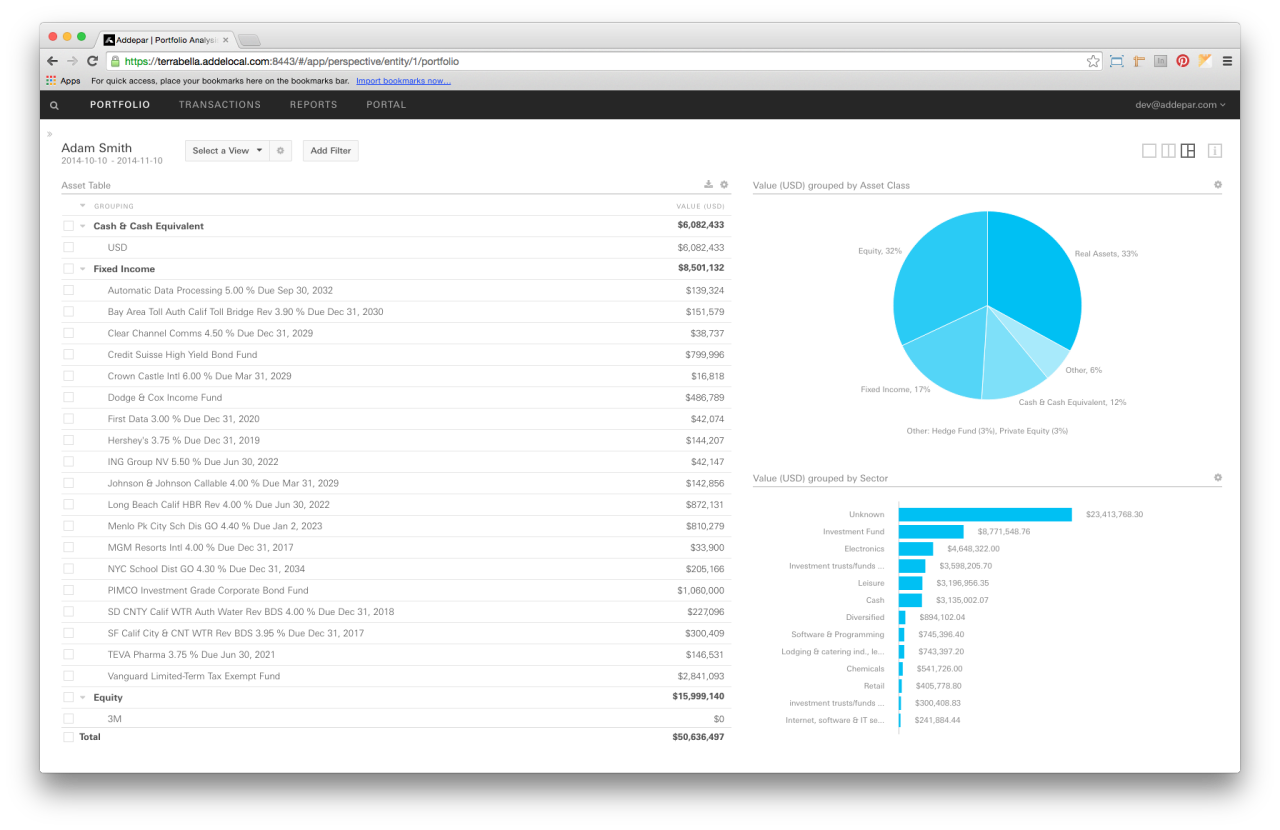 Addepar | Portfolio Analysis
https://terrabella.addelocal.com:8443/#/app/perspective/entity/1/portfolio
Apps For quick access, place your bookmarks here on the bookmarks bar. Import bookmarks now...
PORTFOLIO TRANSACTIONS REPORTS PORTAL dev@addepar.com
Adam Smith
2014-10-10 - 2014-11-10
Select a View Add Filter
Asset Table
GROUPING VALUE (USD)
Cash & Cash Equivalent $6,082,433
USD $6,082,433
Fixed Income $8,501,132
Automatic Data Processing 5.00 % Due Sep 30, 2032 $139,324
Bay Area Toll Auth Calif Toll Bridge Rev 3.90 % Due Dec 31, 2030 $151,579
Clear Channel Comms 4.50 % Due Dec 31, 2029 $38,737
Credit Suisse High Yield Bond Fund $799,996
Crown Castle Intl 6.00 % Due Mar 31, 2029 $16,818
Dodge & Cox Income Fund $486,789
First Data 3.00 % Due Dec 31, 2020 $42,074
Hershey's 3.75 % Due Dec 31, 2019 $144,207
ING Group NV 5.50 % Due Jun 30, 2022 $42,147
Johnson & Johnson Callable 4.00 % Due Mar 31, 2029 $142,856
Long Beach Calif HBR Rev 4.00 % Due Jun 30, 2022 $872,131
Menlo Pk City Sch Dis GO 4.40 % Due Jan 2, 2023 $810,279
MGM Resorts Intl 4.00 % Due Dec 31, 2017 $33,900
NYC School Dist GO 4.30 % Due Dec 31, 2034 $205,166
PIMCO Investment Grade Corporate Bond Fund $1,060,000
SD CNTY Calif WTR Auth Water Rev BDS 4.00 % Due Dec 31, 2018 $227,096
SF Calif City & CNT WTR Rev BDS 3.95 % Due Dec 31, 2017 $300,409
TEVA Pharma 3.75 % Due Jun 30, 2021 $146,531
Vanguard Limited-Term Tax Exempt Fund $2,841,093
Equity $15,999,140
3M $0
Total $50,636,497
Value (USD) grouped by Asset Class
Equity, 32%
Real Assets, 33%
Other, 6%
Fixed Income, 17%
Cash & Cash Equivalent, 12%
Other: Hedge Fund (3%), Private Equity (3%)
Value (USD) grouped by Sector
Unknown $23,413,768.30
Investment Fund $8,771,548.76
Electronics $4,648,322.00
Investment trusts/funds ... $3,598,205.70
Leisure $3,196,956.35
Cash $3,135,002.07
Diversified $894,102.04
Software & Programming $745,396.40
Lodging & catering ind., le... $743,397.20
Chemicals $541,726.00
Retail $405,778.80
investment trusts/funds ... $300,408.83
Internet, software & IT se... $241,884.44